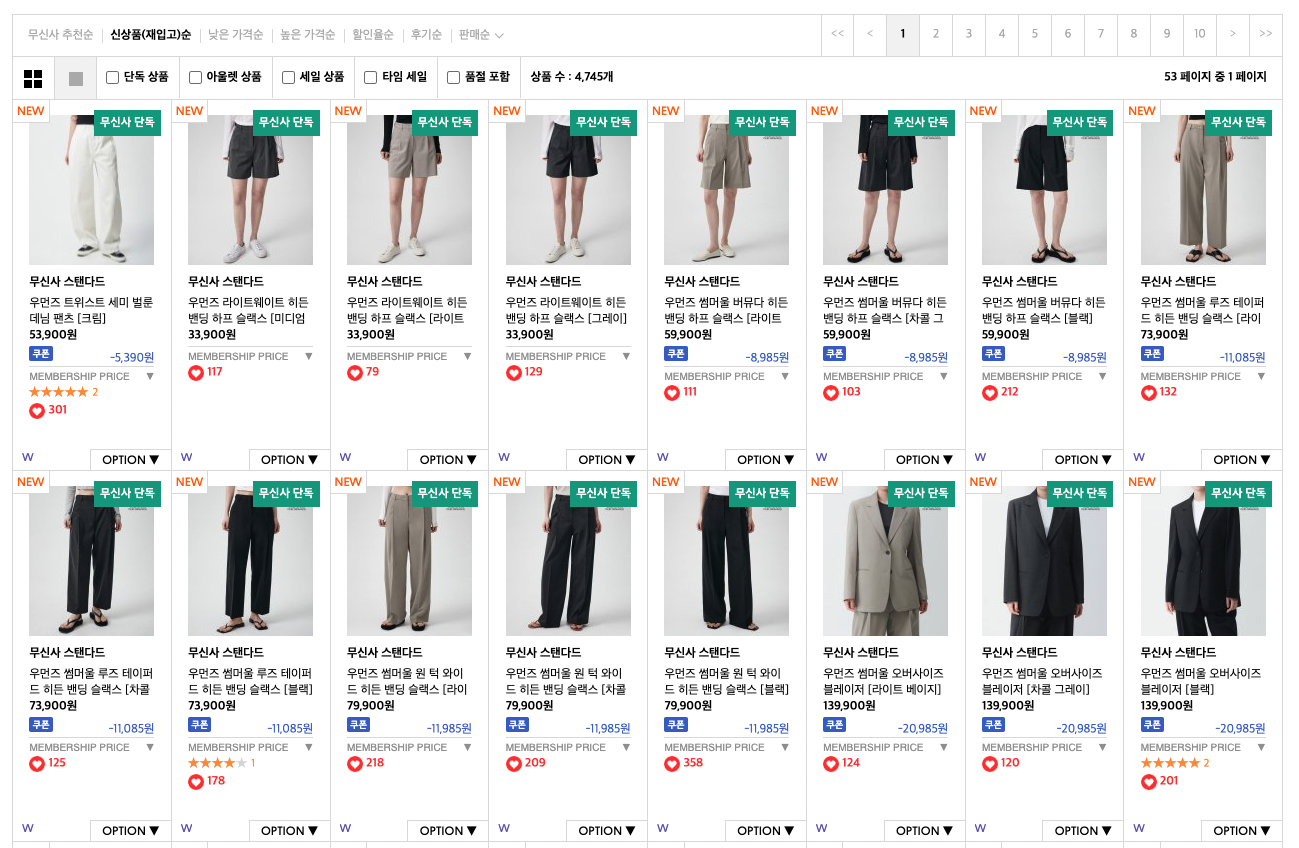 무신사 추천순 신상품(재입고)순 낮은 가격순 높은 가격순 할인율순 후기순 판매순
<< < 1 2 3 4 5 6 7 8 9 10 > >>
단독 상품 아울렛 상품 세일 상품 타임 세일 품절 포함 상품 수 : 4,745개
53 페이지 중 1 페이지
NEW 무신사 단독
무신사 스탠다드
우먼즈 트위스트 세미 벌룬
데님 팬츠 [크림]
53,900원
쿠폰 -5,390원
MEMBERSHIP PRICE ▼
★★★★★ 2
301
W OPTION ▼
NEW 무신사 단독
무신사 스탠다드
우먼즈 라이트웨이트 히든
밴딩 하프 슬랙스 [미디엄
33,900원
MEMBERSHIP PRICE ▼
117
W OPTION ▼
NEW 무신사 단독
무신사 스탠다드
우먼즈 라이트웨이트 히든
밴딩 하프 슬랙스 [라이트
33,900원
MEMBERSHIP PRICE ▼
79
W OPTION ▼
NEW 무신사 단독
무신사 스탠다드
우먼즈 라이트웨이트 히든
밴딩 하프 슬랙스 [그레이]
33,900원
MEMBERSHIP PRICE ▼
129
W OPTION ▼
NEW 무신사 단독
무신사 스탠다드
우먼즈 썸머울 버뮤다 히든
밴딩 하프 슬랙스 [라이트
59,900원
쿠폰 -8,985원
MEMBERSHIP PRICE ▼
111
W OPTION ▼
NEW 무신사 단독
무신사 스탠다드
우먼즈 썸머울 버뮤다 히든
밴딩 하프 슬랙스 [차콜 그
59,900원
쿠폰 -8,985원
MEMBERSHIP PRICE ▼
103
W OPTION ▼
NEW 무신사 단독
무신사 스탠다드
우먼즈 썸머울 버뮤다 히든
밴딩 하프 슬랙스 [블랙]
59,900원
쿠폰 -8,985원
MEMBERSHIP PRICE ▼
212
W OPTION ▼
NEW 무신사 단독
무신사 스탠다드
우먼즈 썸머울 루즈 테이퍼
드 히든 밴딩 슬랙스 [라이
73,900원
쿠폰 -11,085원
MEMBERSHIP PRICE ▼
132
W OPTION ▼
NEW 무신사 단독
무신사 스탠다드
우먼즈 썸머울 루즈 테이퍼
드 히든 밴딩 슬랙스 [차콜
73,900원
쿠폰 -11,085원
MEMBERSHIP PRICE ▼
125
W OPTION ▼
NEW 무신사 단독
무신사 스탠다드
우먼즈 썸머울 루즈 테이퍼
드 히든 밴딩 슬랙스 [블랙]
73,900원
쿠폰 -11,085원
MEMBERSHIP PRICE ▼
★★★★★ 1
178
W OPTION ▼
NEW 무신사 단독
무신사 스탠다드
우먼즈 썸머울 원 턱 와이
드 히든 밴딩 슬랙스 [라이
79,900원
쿠폰 -11,985원
MEMBERSHIP PRICE ▼
218
W OPTION ▼
NEW 무신사 단독
무신사 스탠다드
우먼즈 썸머울 원 턱 와이
드 히든 밴딩 슬랙스 [차콜
79,900원
쿠폰 -11,985원
MEMBERSHIP PRICE ▼
209
W OPTION ▼
NEW 무신사 단독
무신사 스탠다드
우먼즈 썸머울 원 턱 와이
드 히든 밴딩 슬랙스 [블랙]
79,900원
쿠폰 -11,985원
MEMBERSHIP PRICE ▼
358
W OPTION ▼
NEW 무신사 단독
무신사 스탠다드
우먼즈 썸머울 오버사이즈
블레이저 [라이트 베이지]
139,900원
쿠폰 -20,985원
MEMBERSHIP PRICE ▼
124
W OPTION ▼
NEW 무신사 단독
무신사 스탠다드
우먼즈 썸머울 오버사이즈
블레이저 [차콜 그레이]
139,900원
쿠폰 -20,985원
MEMBERSHIP PRICE ▼
120
W OPTION ▼
NEW 무신사 단독
무신사 스탠다드
우먼즈 썸머울 오버사이즈
블레이저 [블랙]
139,900원
쿠폰 -20,985원
MEMBERSHIP PRICE ▼
★★★★★ 2
201
W OPTION ▼